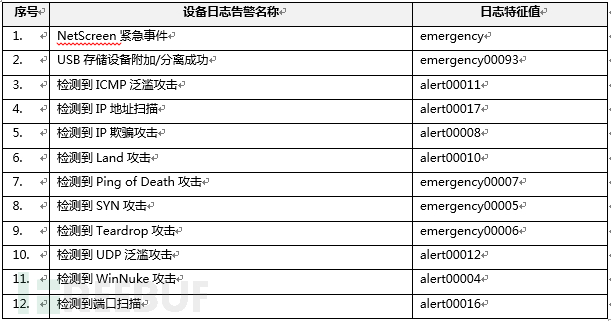 序号 设备日志告警名称 日志特征值
1. NetScreen 紧急事件 emergency
2. USB 存储设备附加/分离成功 emergency00093
3. 检测到 ICMP 泛滥攻击 alert00011
4. 检测到 IP 地址扫描 alert00017
5. 检测到 IP 欺骗攻击 alert00008
6. 检测到 Land 攻击 alert00010
7. 检测到 Ping of Death 攻击 emergency00007
8. 检测到 SYN 攻击 emergency00005
9. 检测到 Teardrop 攻击 emergency00006
10. 检测到 UDP 泛滥攻击 alert00012
11. 检测到 WinNuke 攻击 alert00004
12. 检测到端口扫描 alert00016